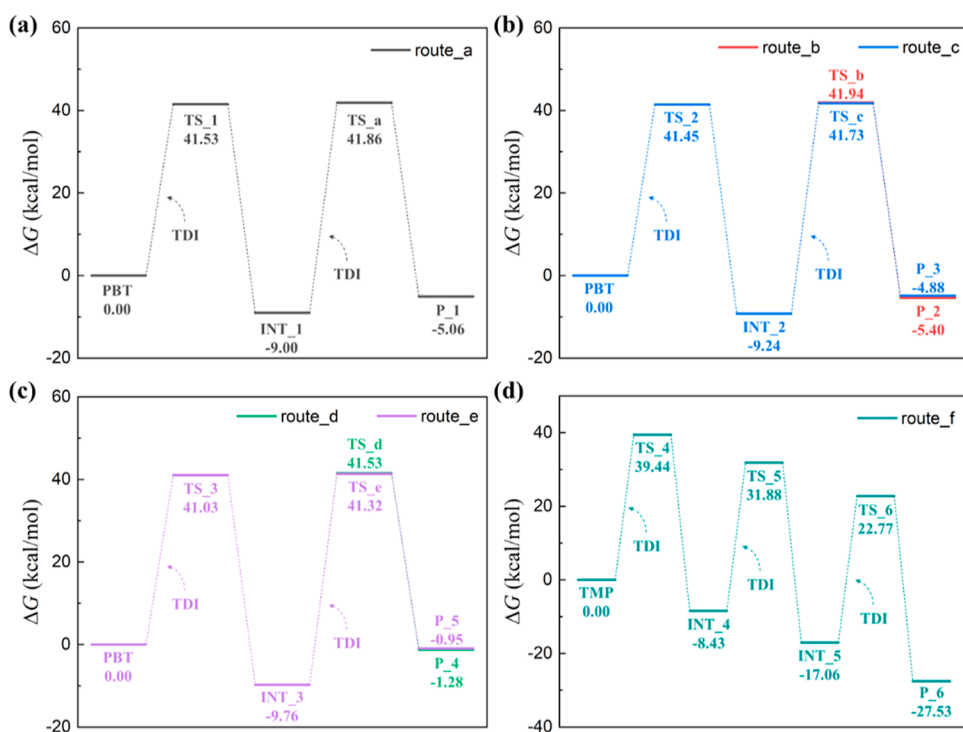 (a)
60
40
20
0
-20
ΔG (kcal/mol)
route_a
TS_1
41.53
TS_a
41.86
TDI
TDI
PBT
0.00
INT_1
-9.00
P_1
-5.06
(b)
60
40
20
0
-20
ΔG (kcal/mol)
route_b
route_c
TS_b
41.94
TS_2
41.45
TS_c
41.73
TDI
TDI
PBT
0.00
INT_2
-9.24
P_3
-4.88
P_2
-5.40
(c)
60
40
20
0
-20
ΔG (kcal/mol)
route_d
route_e
TS_d
41.53
TS_3
41.03
TS_e
41.32
TDI
TDI
PBT
0.00
INT_3
-9.76
P_5
-0.95
P_4
-1.28
(d)
40
20
0
-20
-40
ΔG (kcal/mol)
route_f
TS_4
39.44
TS_5
31.88
TS_6
22.77
TDI
TDI
TDI
TMP
0.00
INT_4
-8.43
INT_5
-17.06
P_6
-27.53